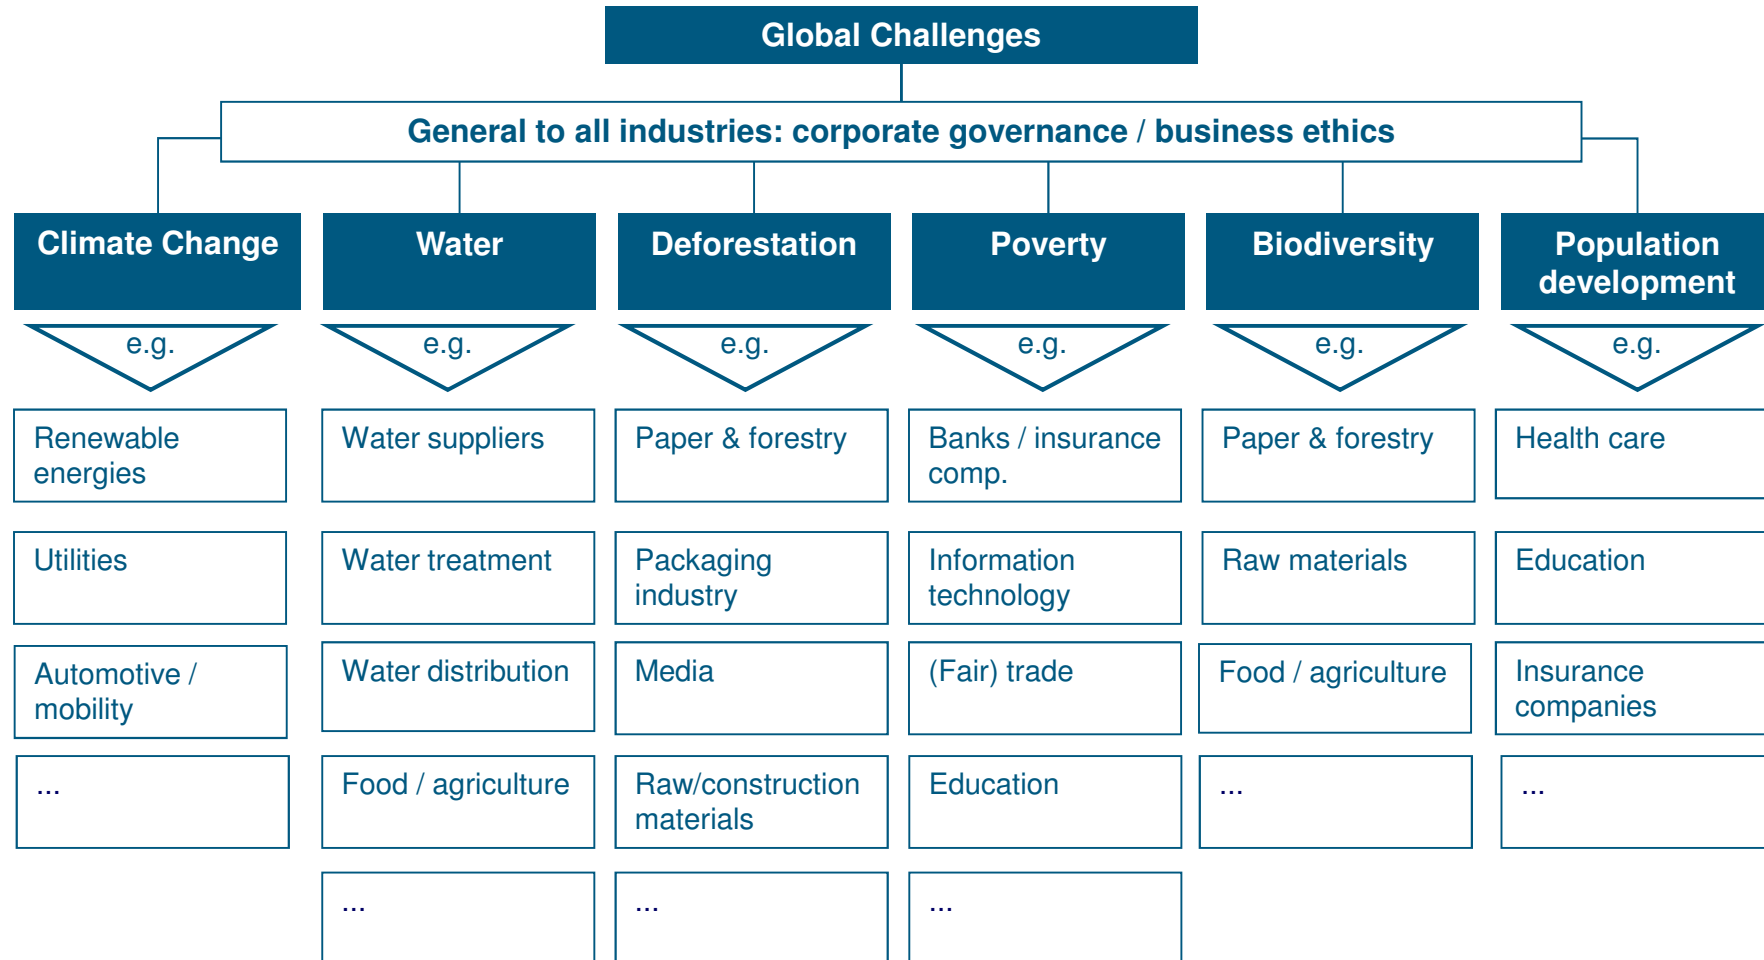 Global Challenges
General to all industries: corporate governance / business ethics
Climate Change
Water
Deforestation
Poverty
Biodiversity
Population
development
e.g.
e.g.
e.g.
e.g.
e.g.
e.g.
Renewable
energies
Water suppliers
Paper & forestry
Banks / insurance
comp.
Paper & forestry
Health care
Utilities
Water treatment
Packaging
industry
Information
technology
Raw materials
Education
Automotive /
mobility
Water distribution
Media
(Fair) trade
Food / agriculture
Insurance
companies
...
Food / agriculture
Raw/construction
materials
Education
...
...
...
...
...